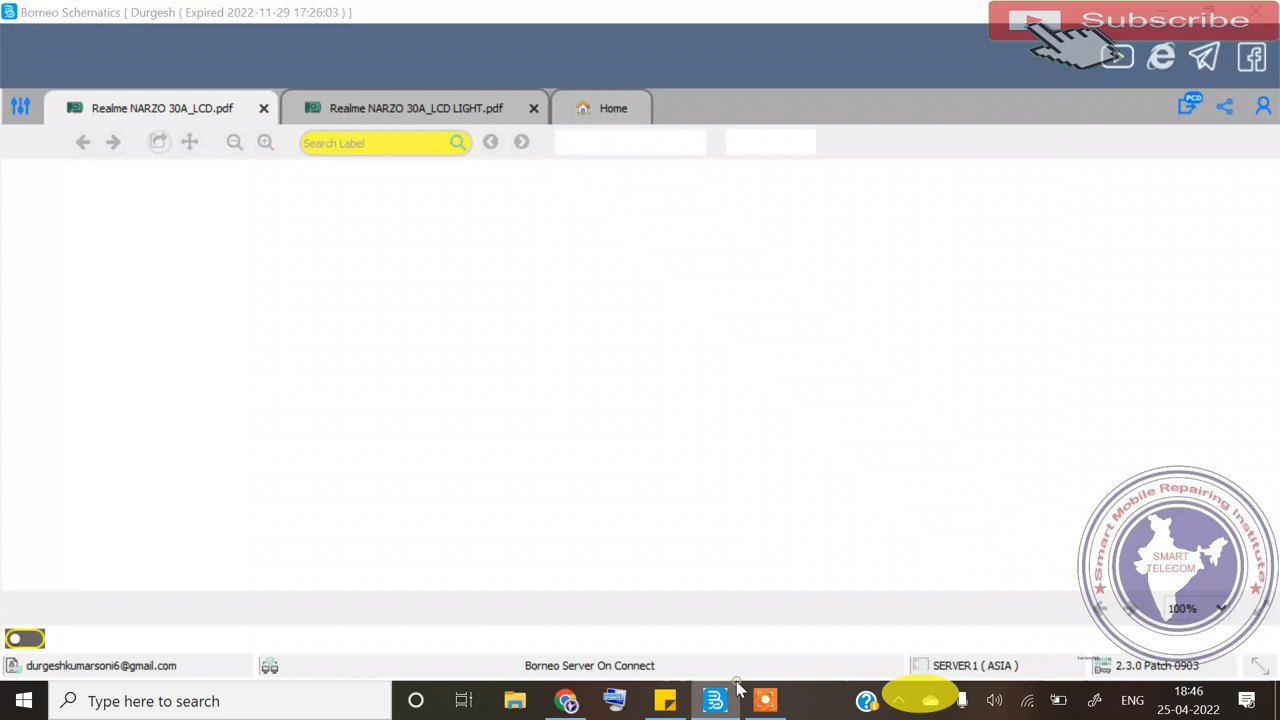 Borneo Schematics [ Durgesh ( Expired 2022-11-29 17:26:03 ) ]
Subscribe
Realme NARZO 30A_LCD.pdf
Realme NARZO 30A_LCD LIGHT.pdf
Home
PCD
Search Label
Smart Mobile Repairing Institute
SMART
TELECOM
100%
durgeshkumarsoni6@gmail.com
Borneo Server On Connect
SERVER1 ( ASIA )
2.3.0 Patch 0903
Type here to search
ENG
18:46
25-04-2022